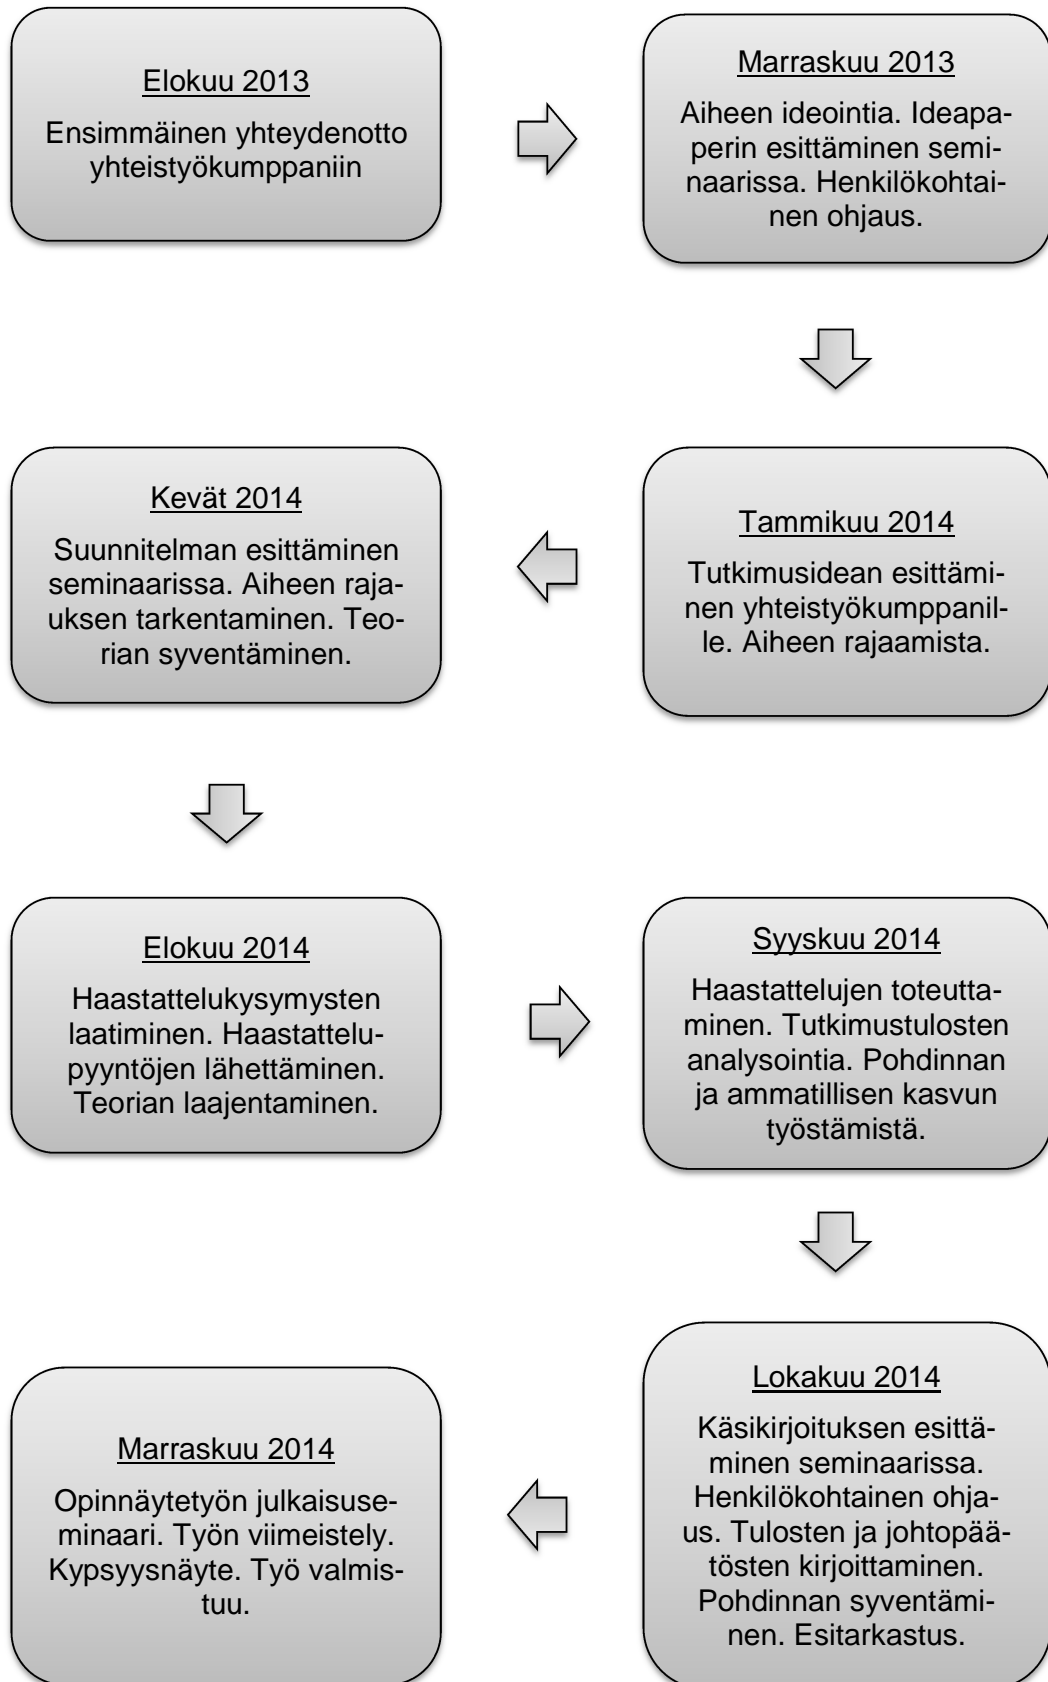 Elokuu 2013
Ensimmäinen yhteydenotto
yhteistyökumppaniin
Marraskuu 2013
Aiheen ideointia. Ideapa-
perin esittäminen semi-
naarissa. Henkilökohtai-
nen ohjaus.
Tammikuu 2014
Tutkimusidean esittämi-
nen yhteistyökumppanil-
le. Aiheen rajaamista.
Kevät 2014
Suunnitelman esittäminen
seminaarissa. Aiheen raja-
uksen tarkentaminen. Teo-
rian syventäminen.
Elokuu 2014
Haastattelukysymysten
laatiminen. Haastattelu-
pyyntöjen lähettäminen.
Teorian laajentaminen.
Syyskuu 2014
Haastattelujen toteutta-
minen. Tutkimustulosten
analysointia. Pohdinnan
ja ammatillisen kasvun
työstämistä.
Lokakuu 2014
Käsikirjoituksen esittä-
minen seminaarissa.
Henkilökohtainen ohja-
us. Tulosten ja johtopää-
tösten kirjoittaminen.
Pohdinnan syventämi-
nen. Esitarkastus.
Marraskuu 2014
Opinnäytetyön julkaisuse-
minaari. Työn viimeistely.
Kypsyysnäyte. Työ valmis-
tuu.